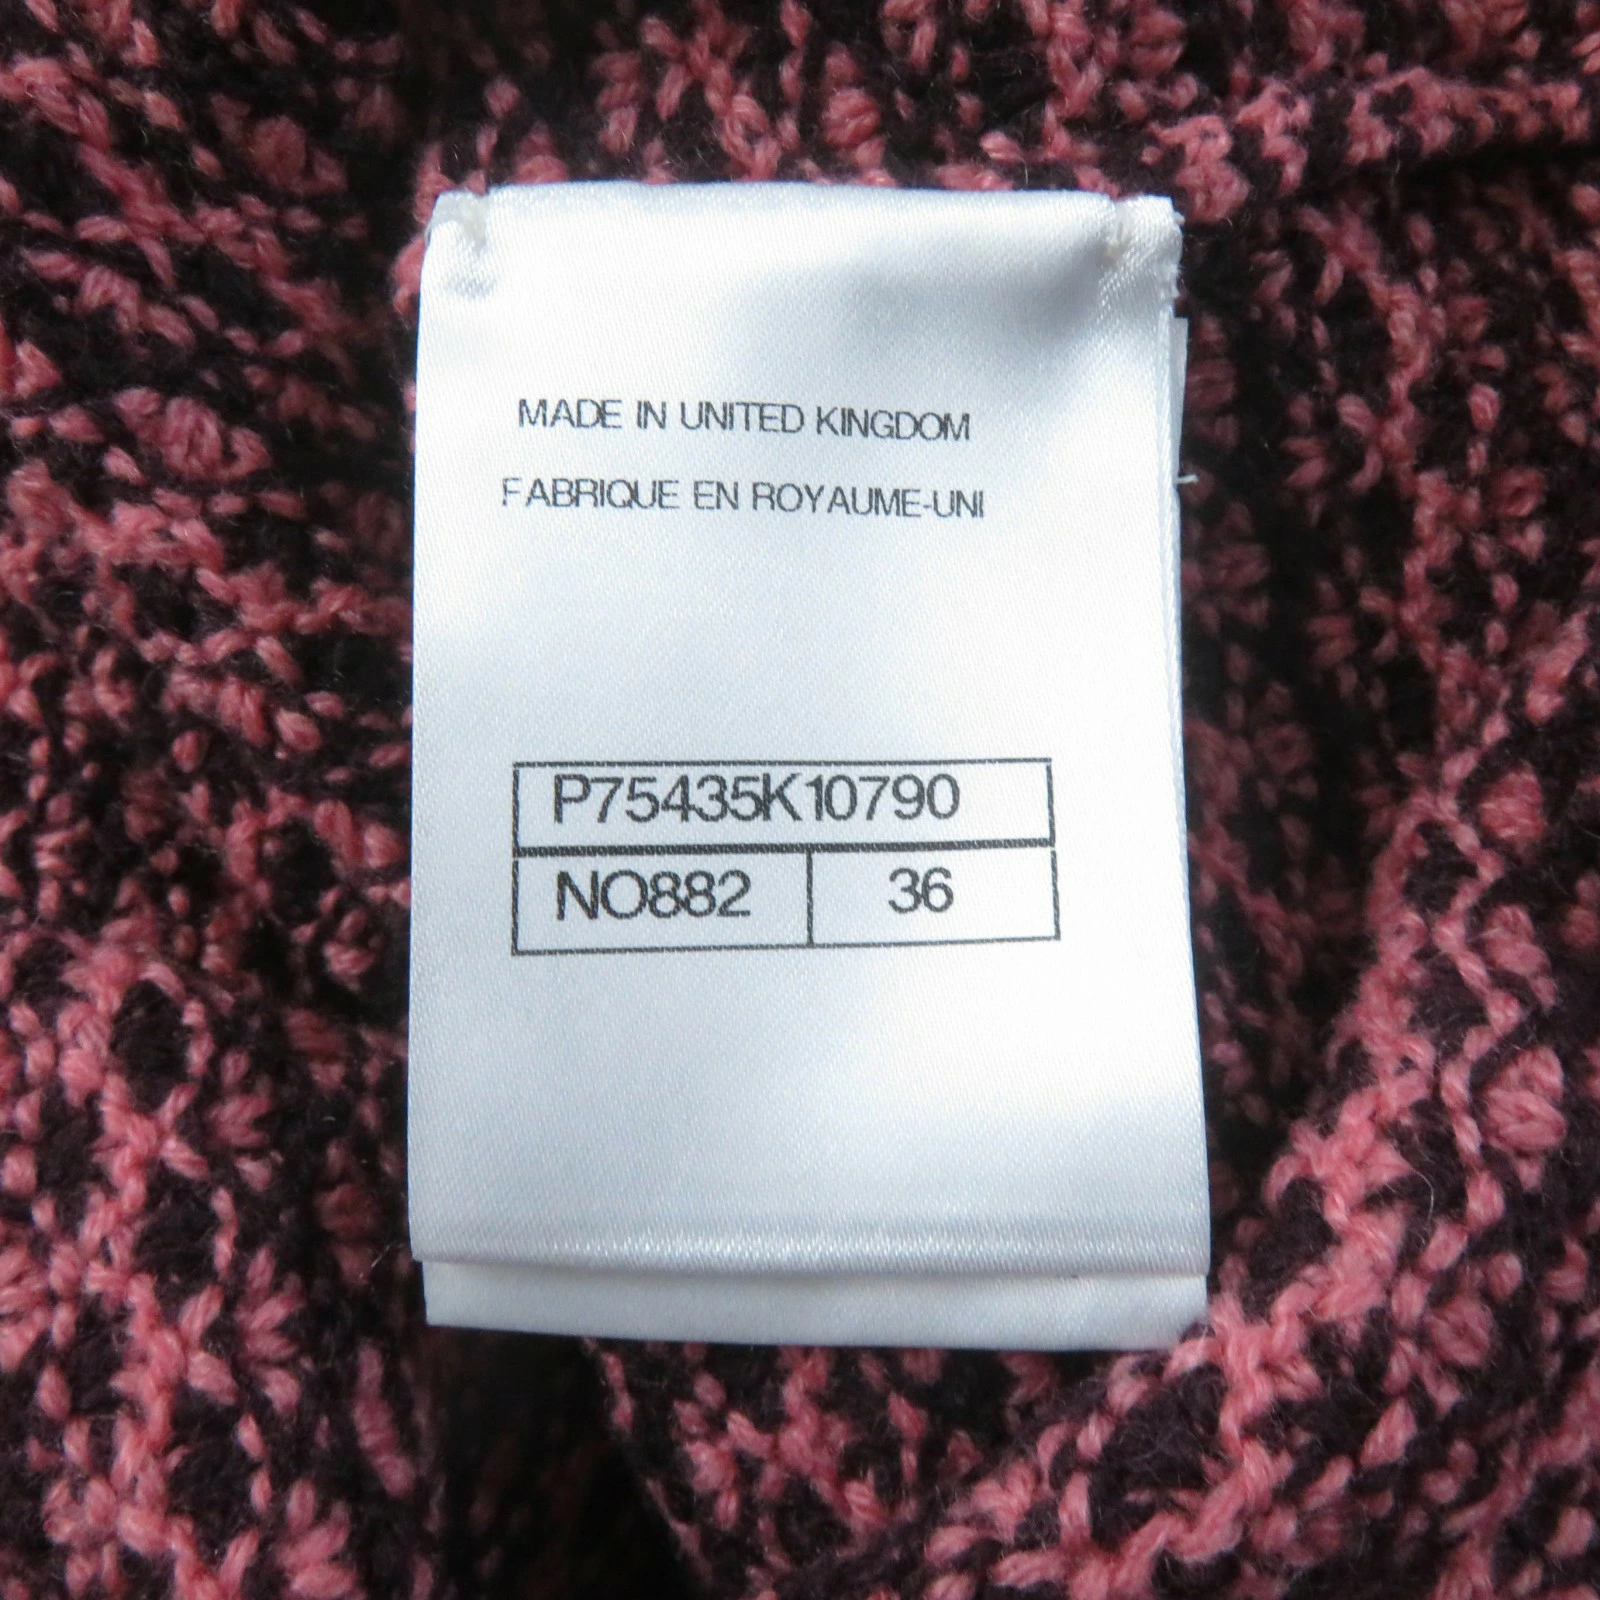 MADE IN UNITED KINGDOM
FABRIQUE EN ROYAUME-UNI
P75435K10790
NO882 36